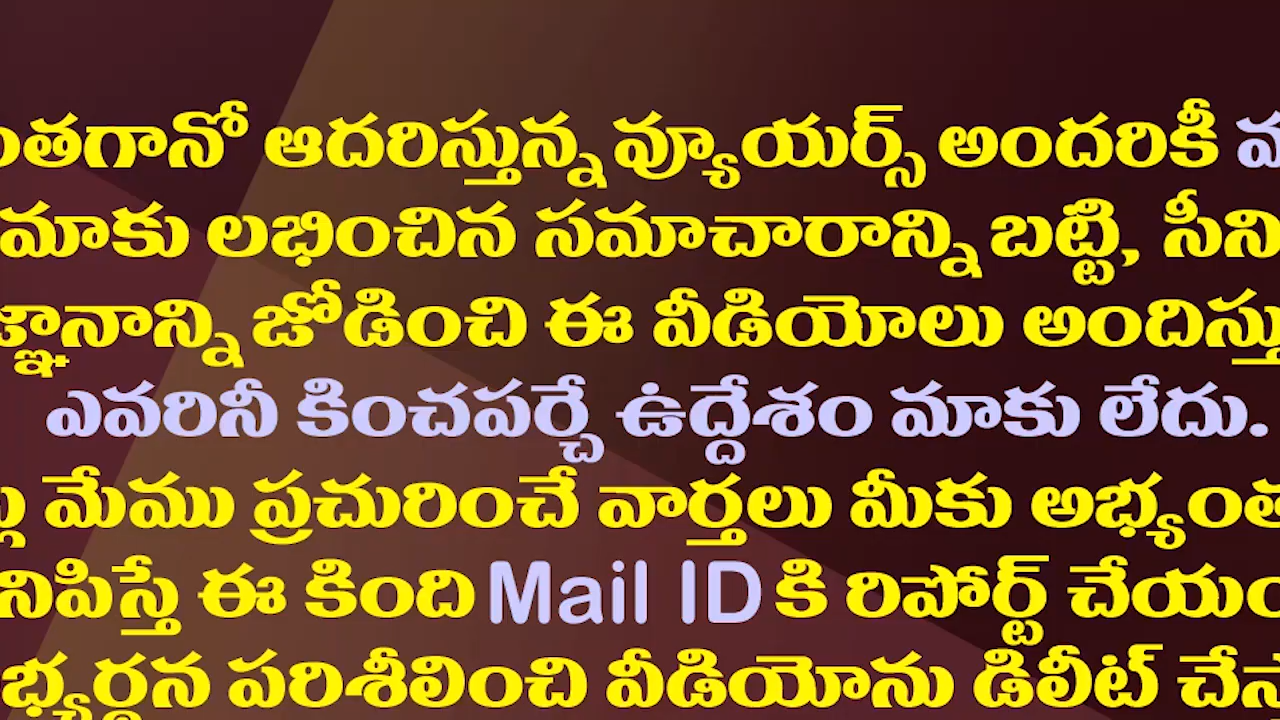 ంతగానో ఆదరిస్తున్న వ్యూయర్స్ అందరికీ
మాకు లభించిన సమాచారాన్ని బట్టి, సీని
జ్ఞానాన్ని జోడించి ఈ వీడియోలు అందిస్తు
ఎవరినీ కించపర్చే ఉద్దేశం మాకు లేదు.
మేము ప్రచురించే వార్తలు మీకు అభ్యంత
నిపిస్తే ఈ కింది Mail ID కి రిపోర్ట్ చేయం
భ్యర్థన పరిశీలించి వీడియోను డిలీట్ చేస